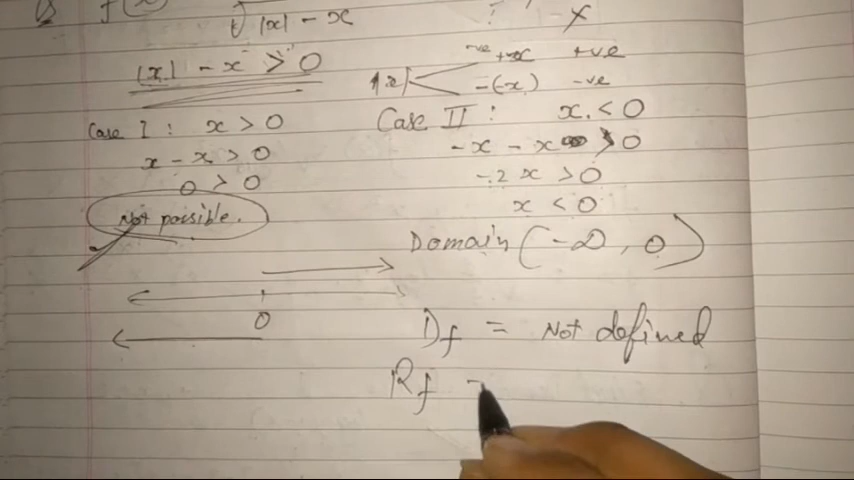 f(x)
√|x| - x
|x| - x > 0
|x|
-ve +ve x +ve
-(-x) -ve
Case I : x > 0
x - x > 0
0 > 0
Not possible.
Case II : x < 0
-x - x > 0
-2x > 0
x < 0
Domain (-∞, 0)
0
Df = Not defined
Rf -